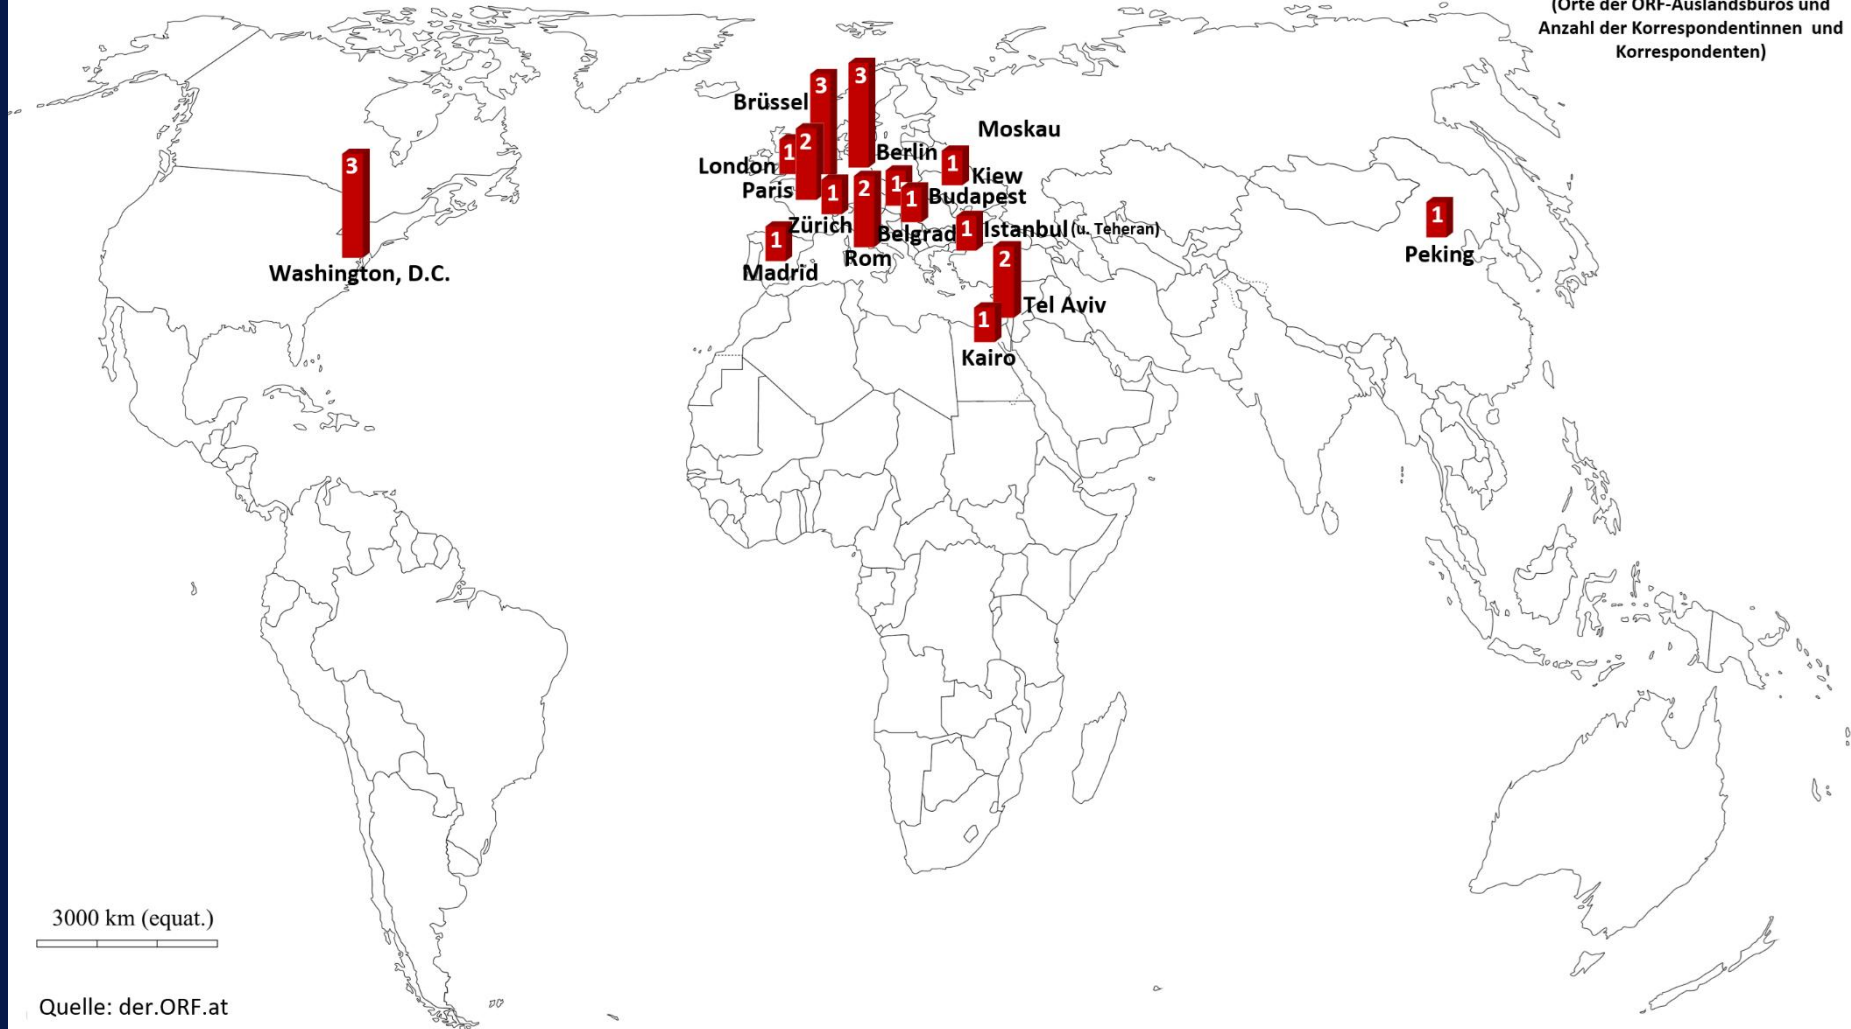 (Orte der ORF-Auslandsbüros und
Anzahl der Korrespondentinnen und
Korrespondenten)
3
3
Brüssel
Moskau
2
1
Berlin
3
London
1
Kiew
Paris
1
2
1
1
Budapest
1
Zürich
1
Belgrad
1
Istanbul (u. Teheran)
Madrid
Rom
Peking
Washington, D.C.
2
Tel Aviv
1
Kairo
3000 km (equat.)
Quelle: der.ORF.at